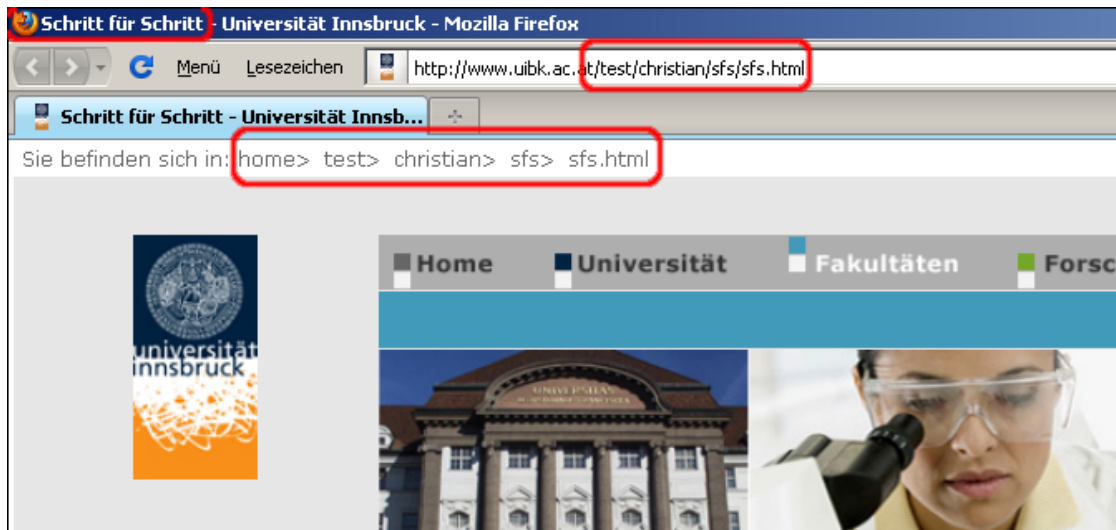 Schritt für Schritt - Universität Innsbruck - Mozilla Firefox
Menü Lesezeichen http://www.uibk.ac.at/test/christian/sfs/sfs.html
Schritt für Schritt - Universität Innsb...
Sie befinden sich in: home> test> christian> sfs> sfs.html
Home Universität Fakultäten Forsc
universität
innsbruck